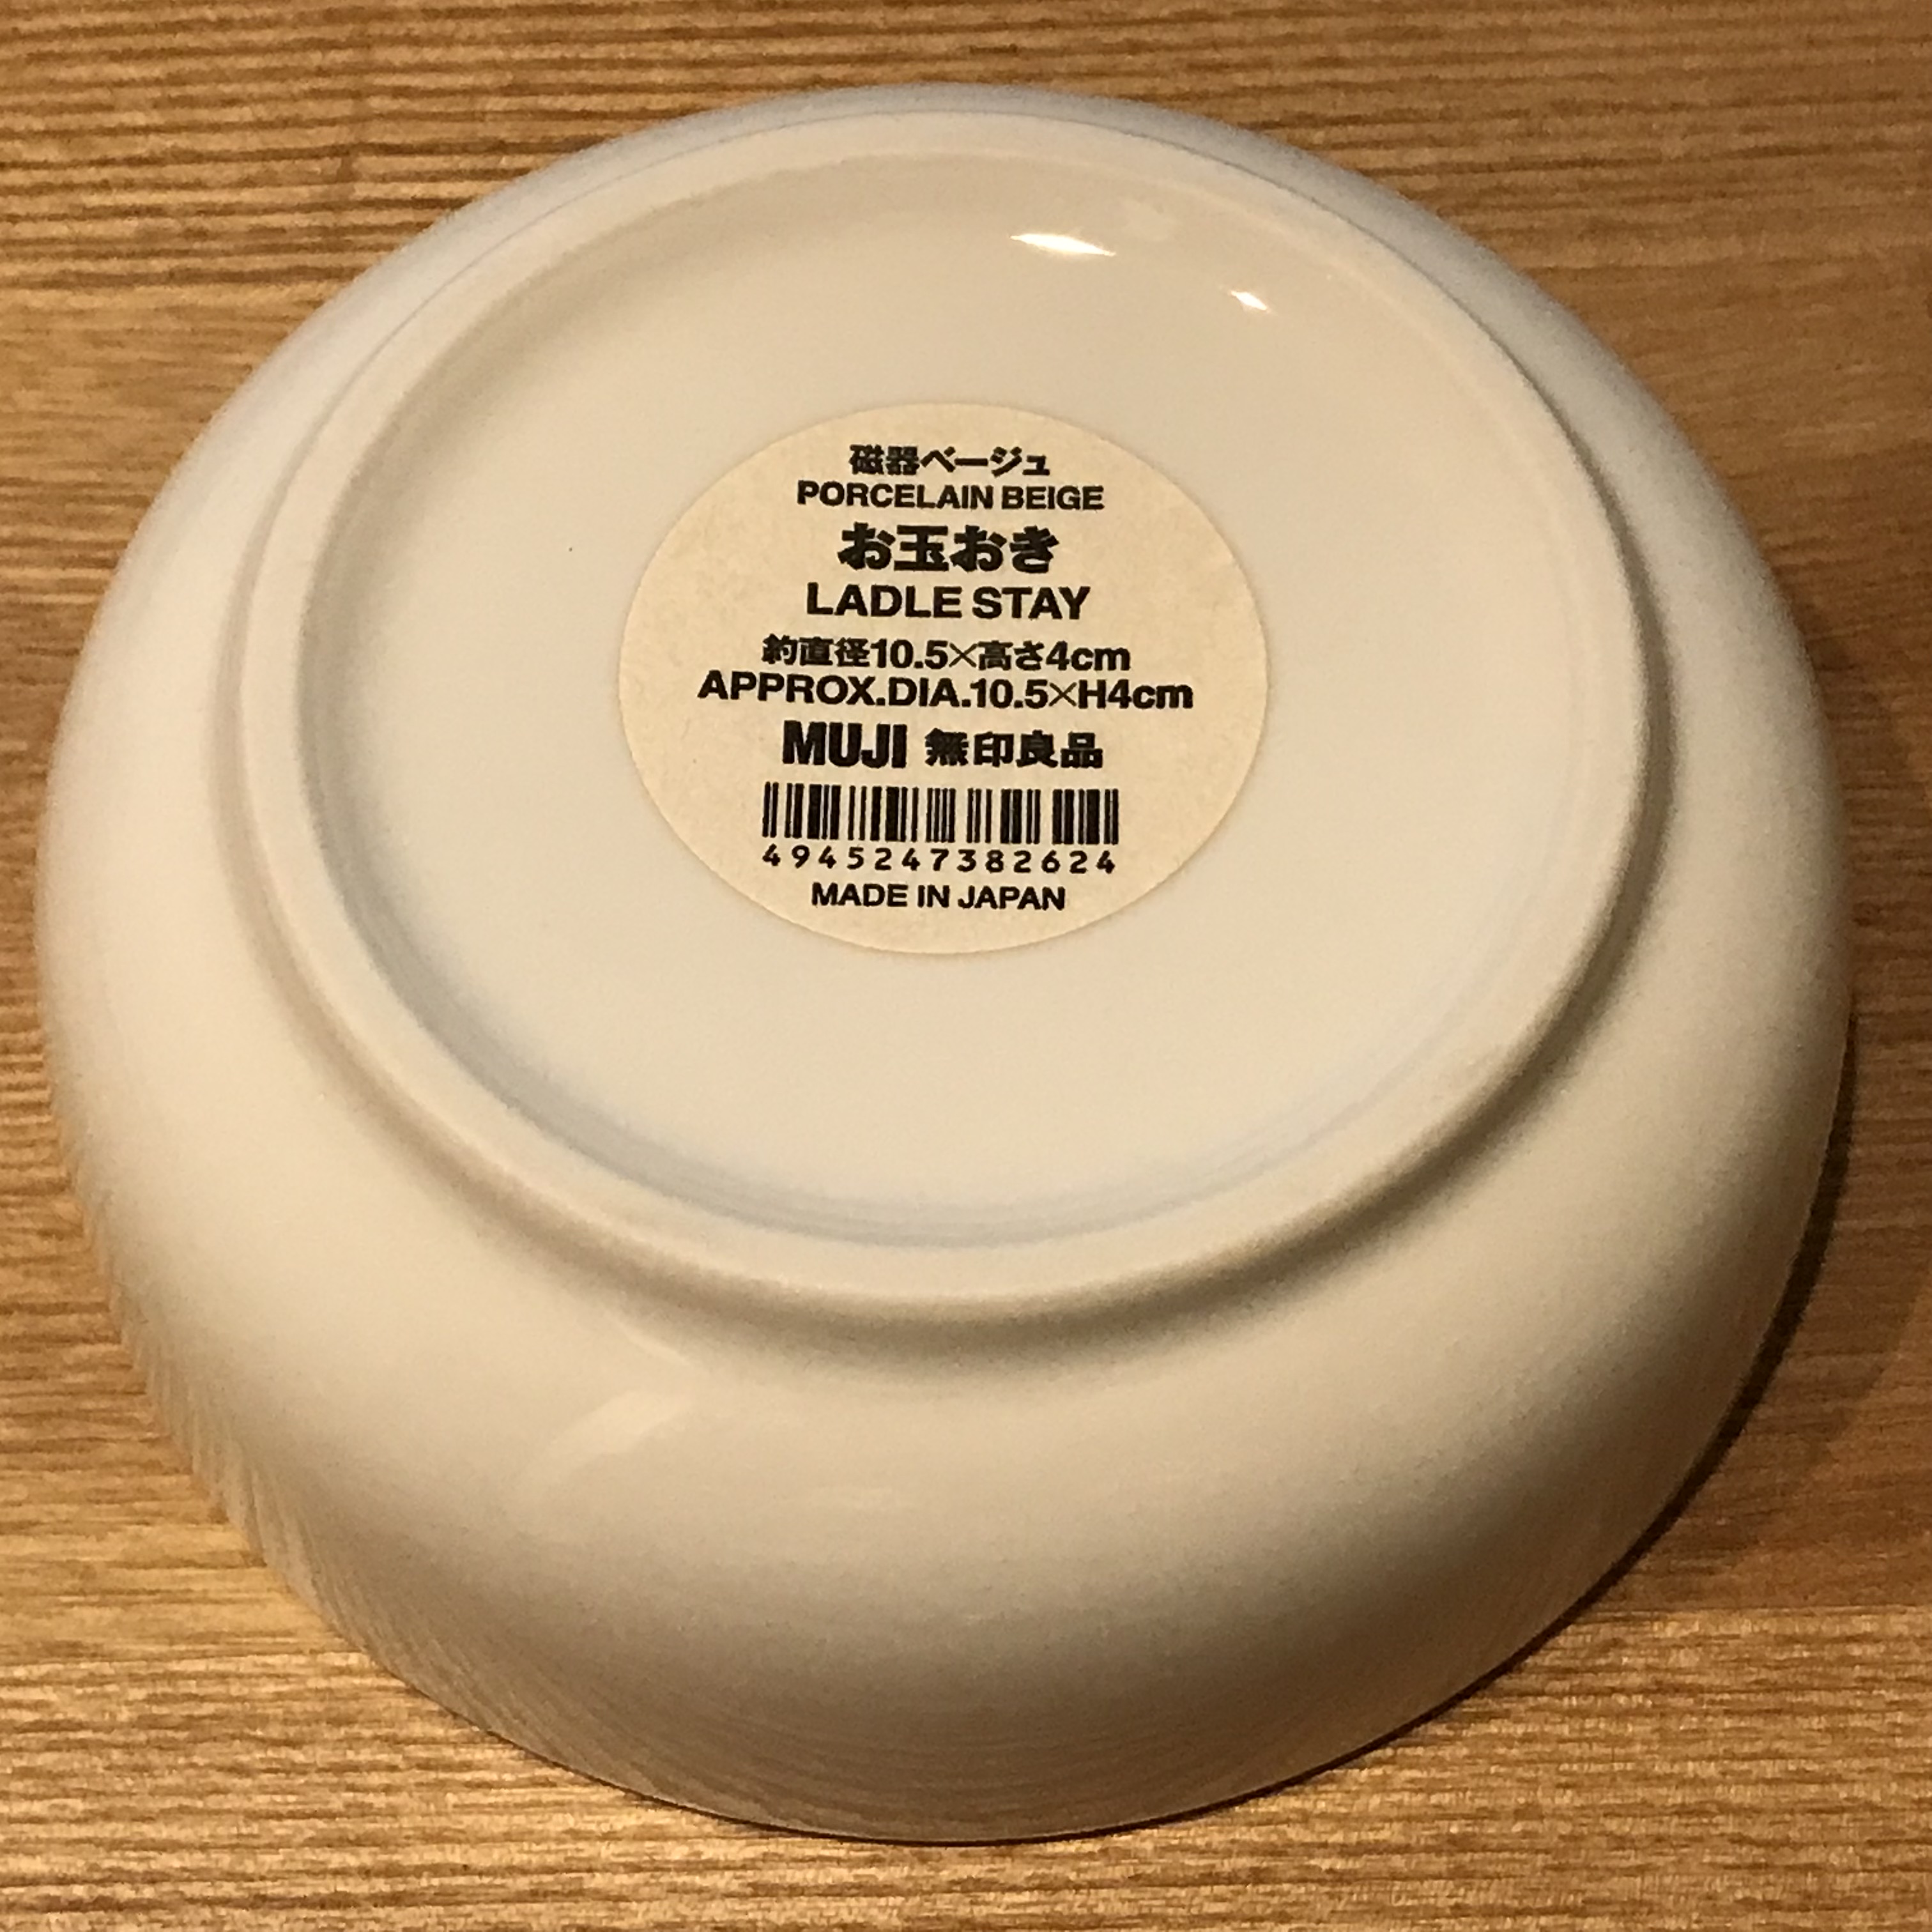 磁器ベージュ
PORCELAIN BEIGE
お玉おき
LADLE STAY
約直径10.5×高さ4cm
APPROX.DIA.10.5×H4cm
MUJI 無印良品
4945247382624
MADE IN JAPAN